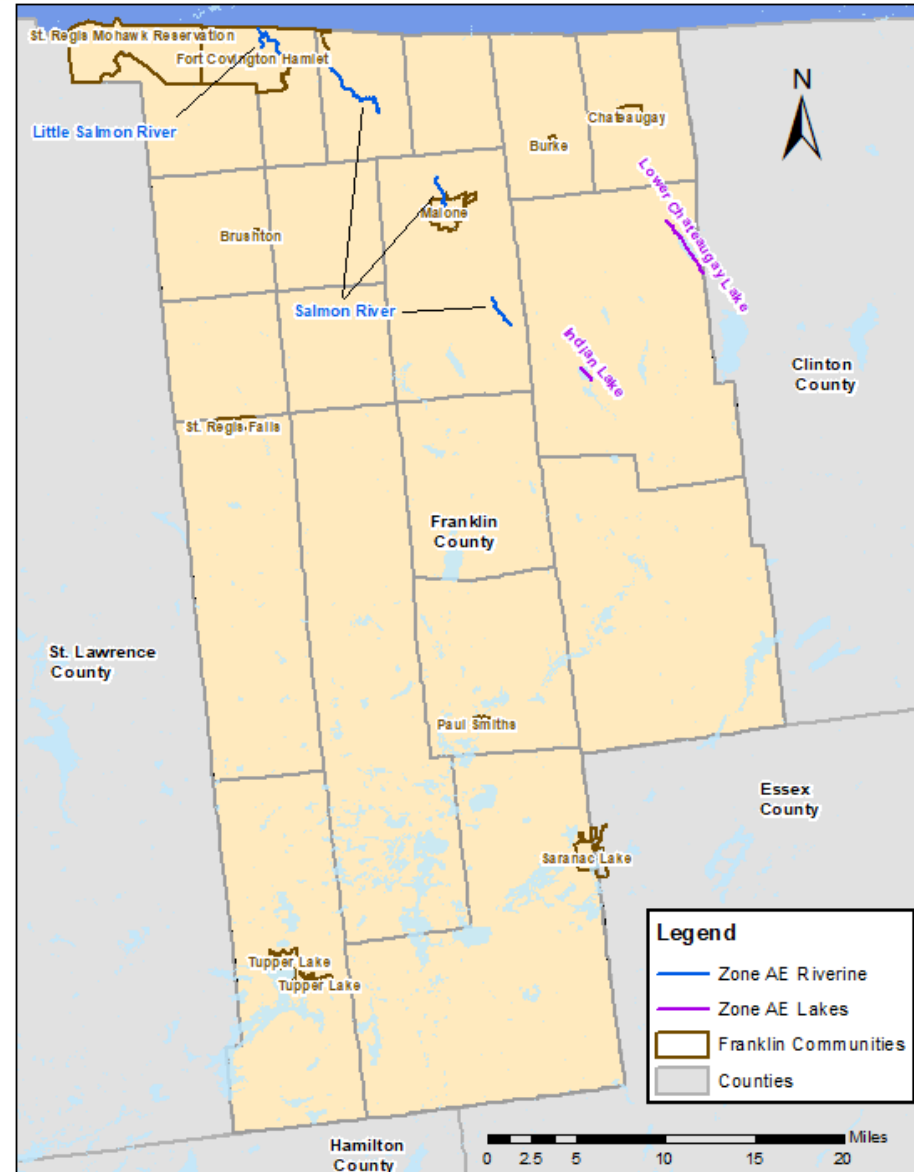 St. Regis Mohawk Reservation
Fort Covington Hamlet
N
Little Salmon River
Chateaugay
Burke
Lower Chateaugay Lake
Malone
Brushton
Salmon River
Indian Lake
Clinton
County
St. Regis Falls
Franklin
County
St. Lawrence
County
Paul Smiths
Essex
County
Saranac Lake
Legend
Zone AE Riverine
Zone AE Lakes
Franklin Communities
Counties
Tupper Lake
Tupper Lake
Hamilton
County
Miles
0 2.5 5 10 15 20